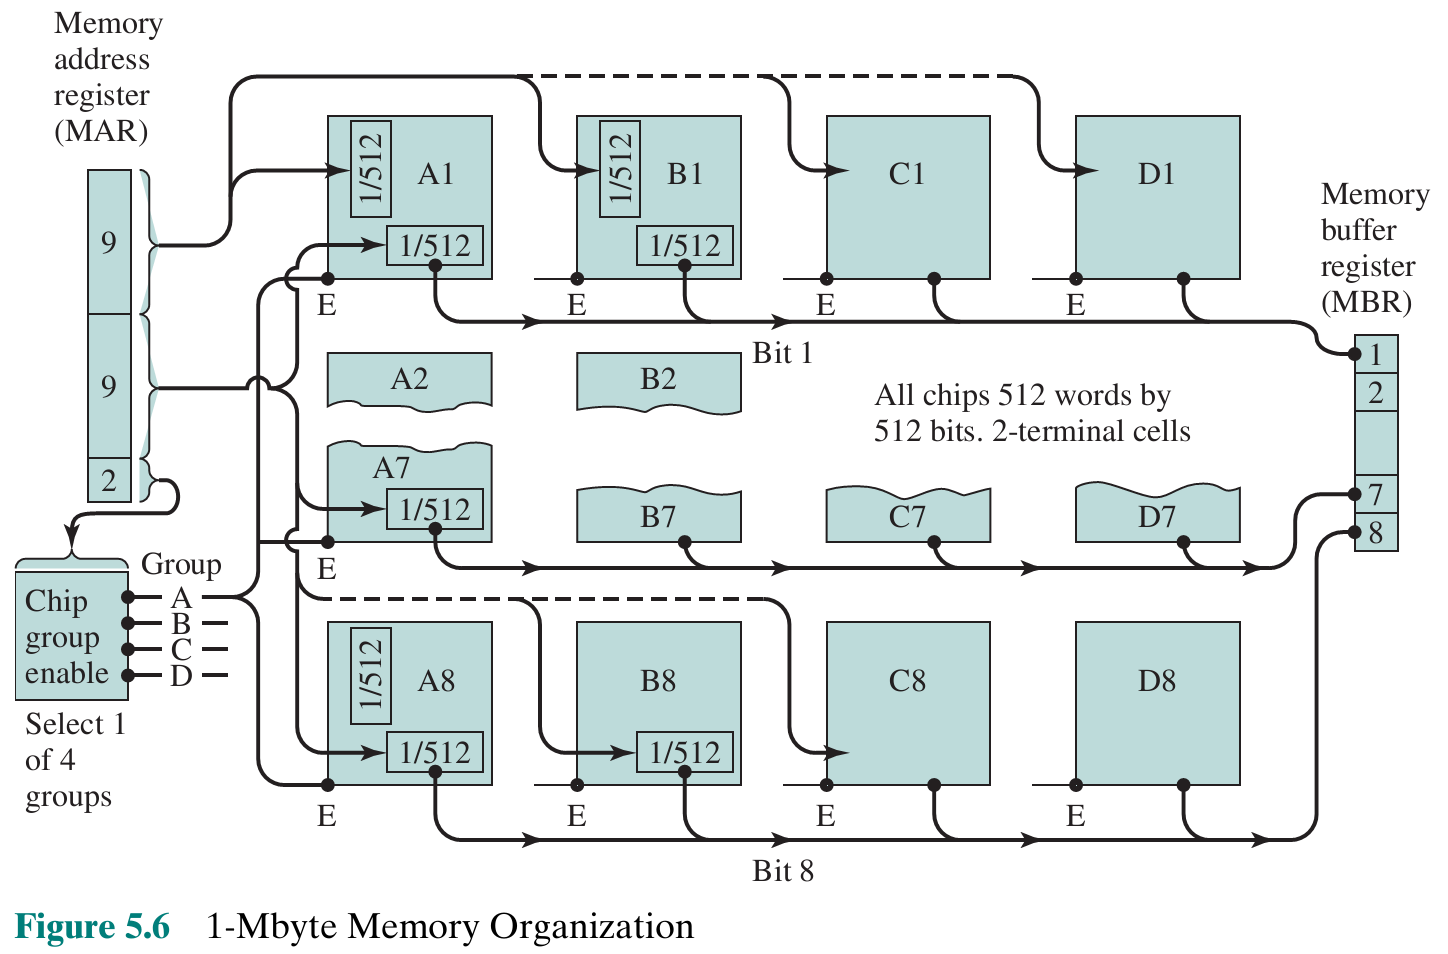 Memory
address
register
(MAR)
9
9
2
1/512
A1
1/512
E
1/512
B1
1/512
E
C1
E
D1
E
Bit 1
Memory
buffer
register
(MBR)
1
2
7
8
A2
B2
All chips 512 words by
512 bits. 2-terminal cells
A7
1/512
E
B7
C7
D7
Group
A
B
C
D
Chip
group
enable
Select 1
of 4
groups
1/512
A8
1/512
E
B8
1/512
E
C8
E
D8
E
Bit 8
Figure 5.6 1-Mbyte Memory Organization